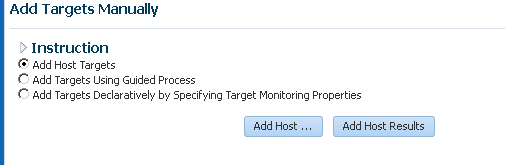 Add Targets Manually
Instruction
Add Host Targets
Add Targets Using Guided Process
Add Targets Declaratively by Specifying Target Monitoring Properties
Add Host ... Add Host Results